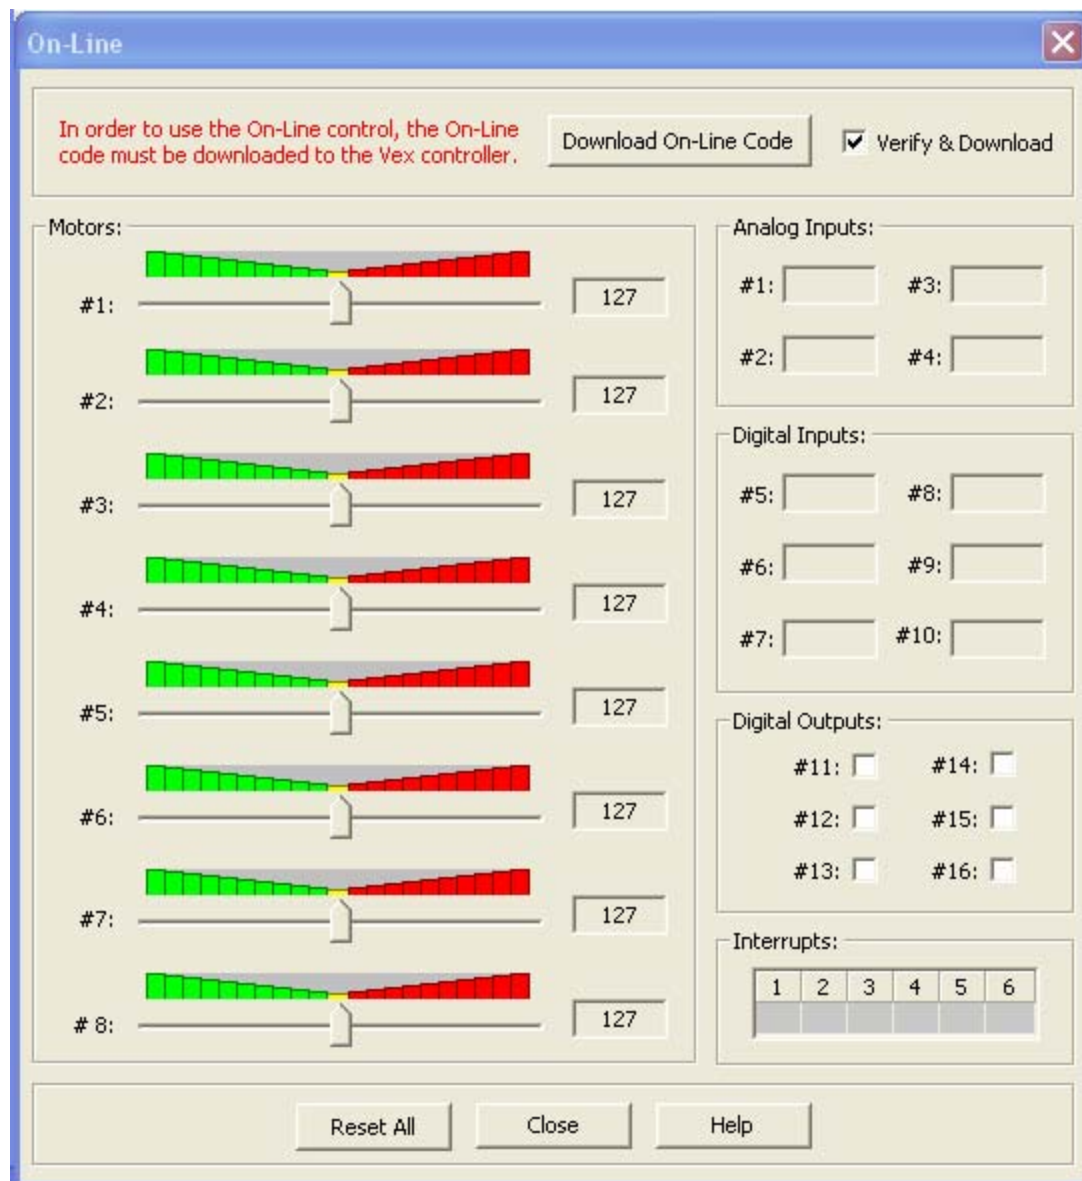 On-Line
In order to use the On-Line control, the On-Line
code must be downloaded to the Vex controller.
Download On-Line Code
Verify & Download
Motors:
#1:
127
#2:
127
#3:
127
#4:
127
#5:
127
#6:
127
#7:
127
# 8:
127
Analog Inputs:
#1: #3:
#2: #4:
Digital Inputs:
#5: #8:
#6: #9:
#7: #10:
Digital Outputs:
#11: #14:
#12: #15:
#13: #16:
Interrupts:
1 2 3 4 5 6
Reset All
Close
Help